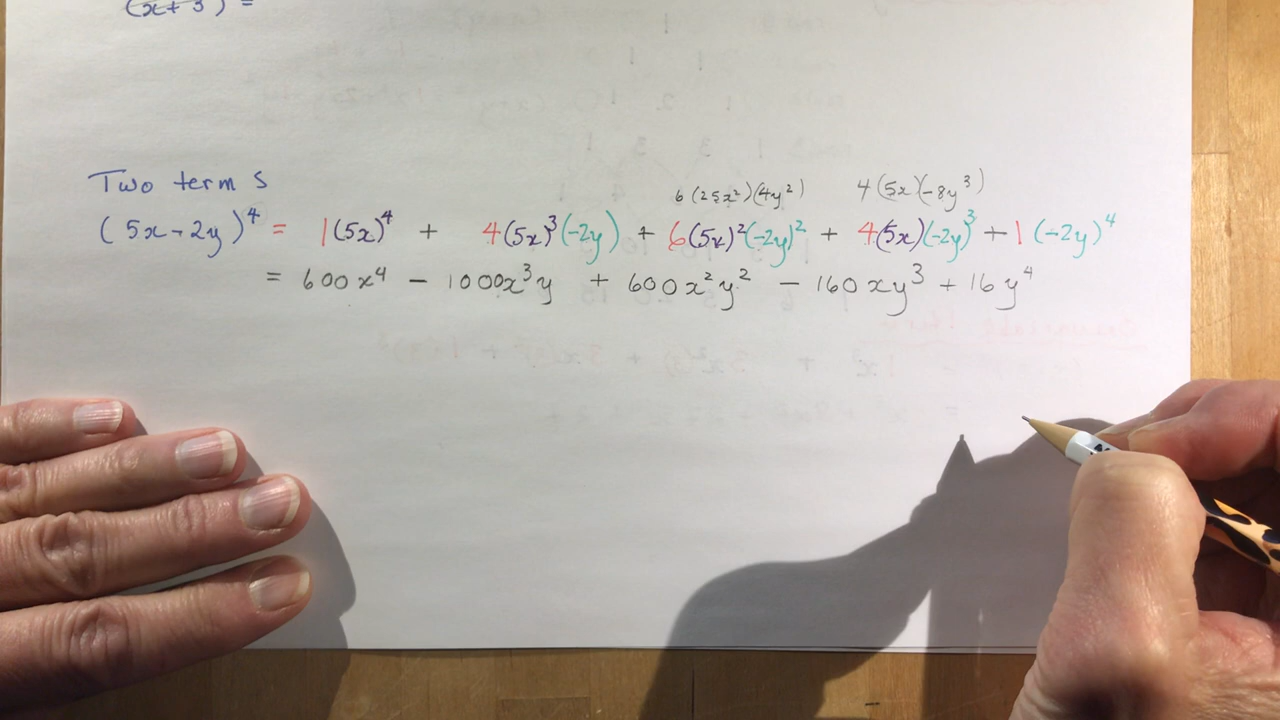 (x+3) =
Two terms
6(25x²)(4y²) 4(5x)(-8y³)
(5x-2y)⁴ = 1(5x)⁴ + 4(5x)³(-2y) + 6(5x)²(-2y)² + 4(5x)(-2y)³ + 1(-2y)⁴
= 600x⁴ - 1000x³y + 600x²y² - 160xy³ + 16y⁴